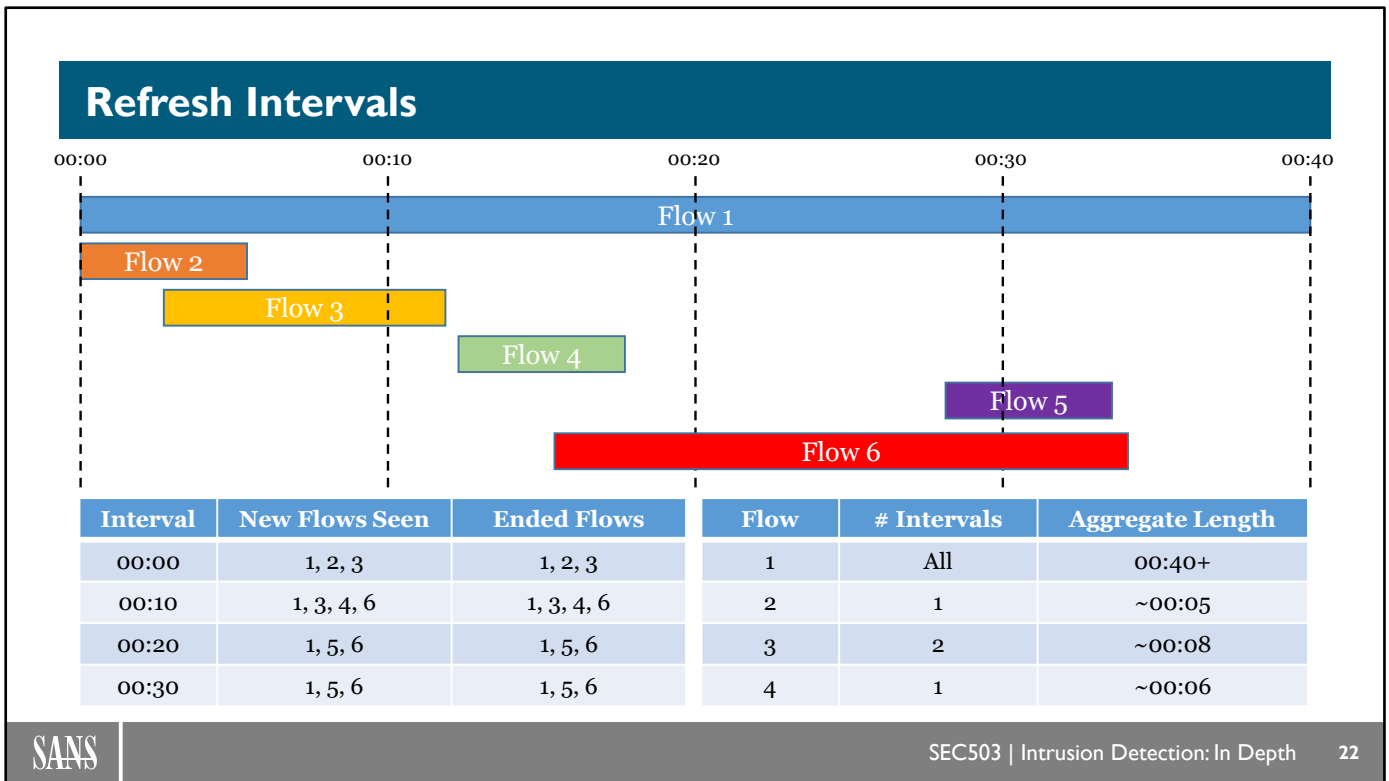 Refresh Intervals
00:00 00:10 00:20 00:30 00:40
Flow 1
Flow 2
Flow 3
Flow 4
Flow 5
Flow 6
Interval New Flows Seen Ended Flows
00:00 1, 2, 3 1, 2, 3
00:10 1, 3, 4, 6 1, 3, 4, 6
00:20 1, 5, 6 1, 5, 6
00:30 1, 5, 6 1, 5, 6
Flow # Intervals Aggregate Length
1 All 00:40+
2 1 ~00:05
3 2 ~00:08
4 1 ~00:06
SANS
SEC503 | Intrusion Detection: In Depth 22